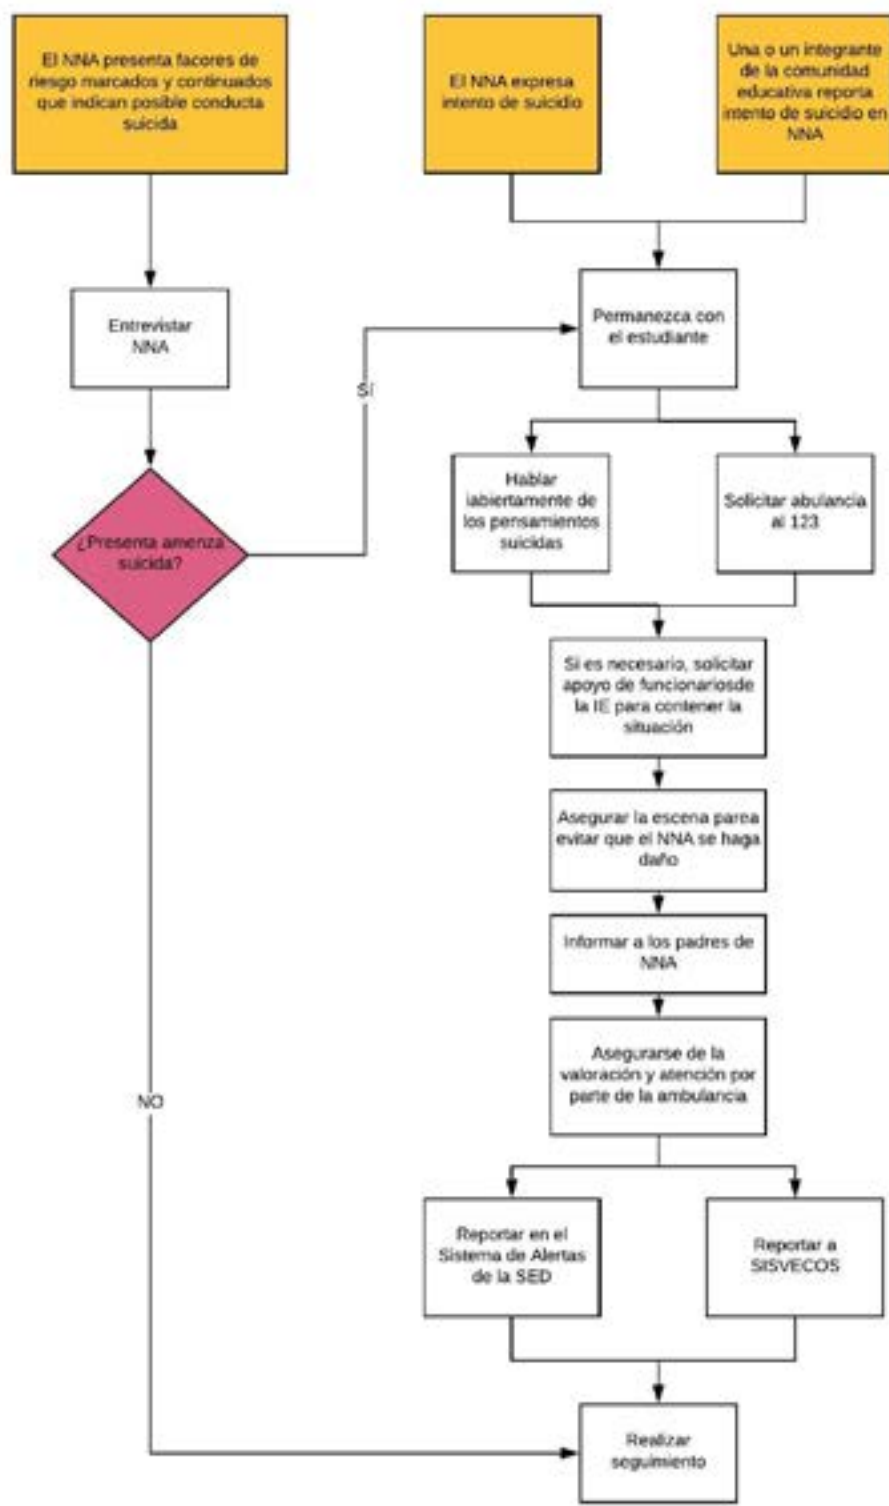 El NNA presenta facores de
riesgo marcados y continuados
que indican posible conducta
suicida
El NNA expresa
intento de suicidio
Una o un integrante
de la comunidad
educativa reporta
intento de suicidio en
NNA
Entrevistar
NNA
Permanezca con
el estudiante
SÍ
¿Presenta amenza
suicida?
Hablar
iabiertamente de
los pensamientos
suicidas
Solicitar abulancia
al 123
Si es necesario, solicitar
apoyo de funcionariosde
la IE para contener la
situación
Asegurar la escena parea
evitar que el NNA se haga
daño
Informar a los padres de
NNA
Asegurarse de la
valoración y atención por
parte de la ambulancia
NO
Reportar en el
Sistema de Alertas
de la SED
Reportar a
SISVECOS
Realizar
seguimiento